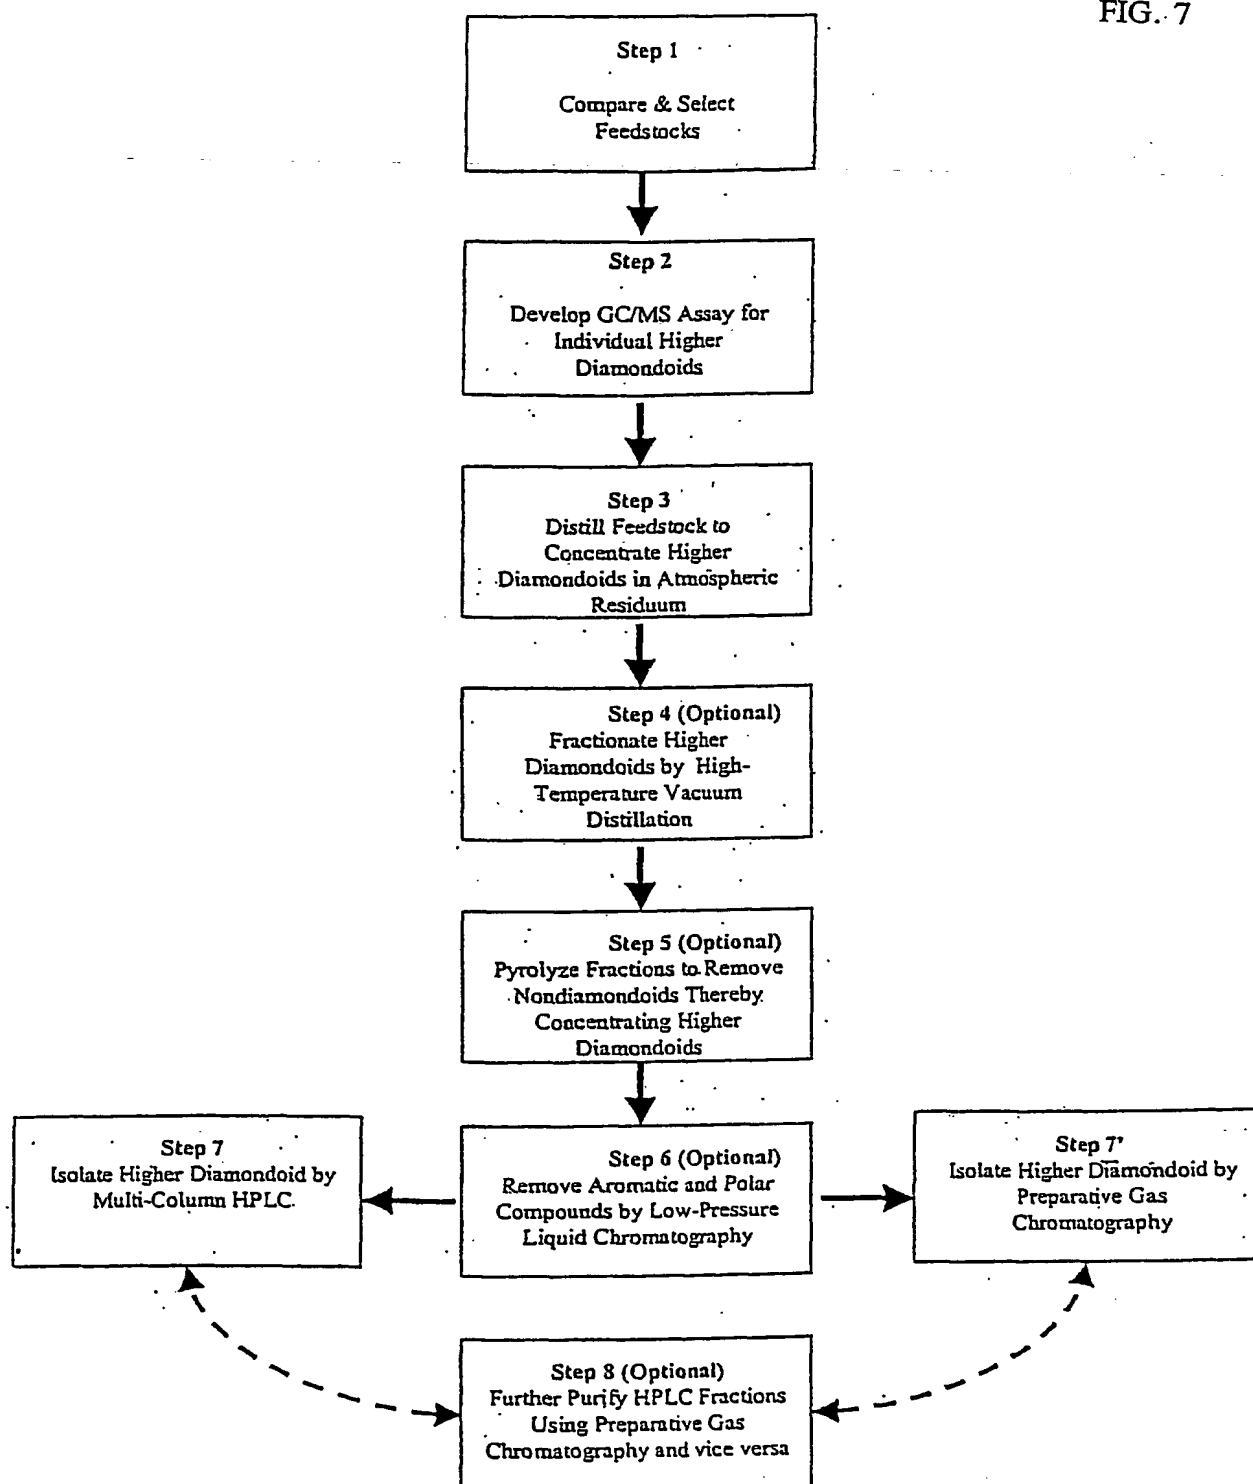 FIG. 7
Step 1
Compare & Select
Feedstocks
Step 2
Develop GC/MS Assay for
Individual Higher
Diamondoids
Step 3
Distill Feedstock to
Concentrate Higher
Diamondoids in Atmospheric
Residuum
Step 4 (Optional)
Fractionate Higher
Diamondoids by High-
Temperature Vacuum
Distillation
Step 5 (Optional)
Pyrolyze Fractions to Remove
Nondiamondoids Thereby
Concentrating Higher
Diamondoids
Step 6 (Optional)
Remove Aromatic and Polar
Compounds by Low-Pressure
Liquid Chromatography
Step 7
Isolate Higher Diamondoid by
Multi-Column HPLC.
Step 7'
Isolate Higher Diamondoid by
Preparative Gas
Chromatography
Step 8 (Optional)
Further Purify HPLC Fractions
Using Preparative Gas
Chromatography and vice versa